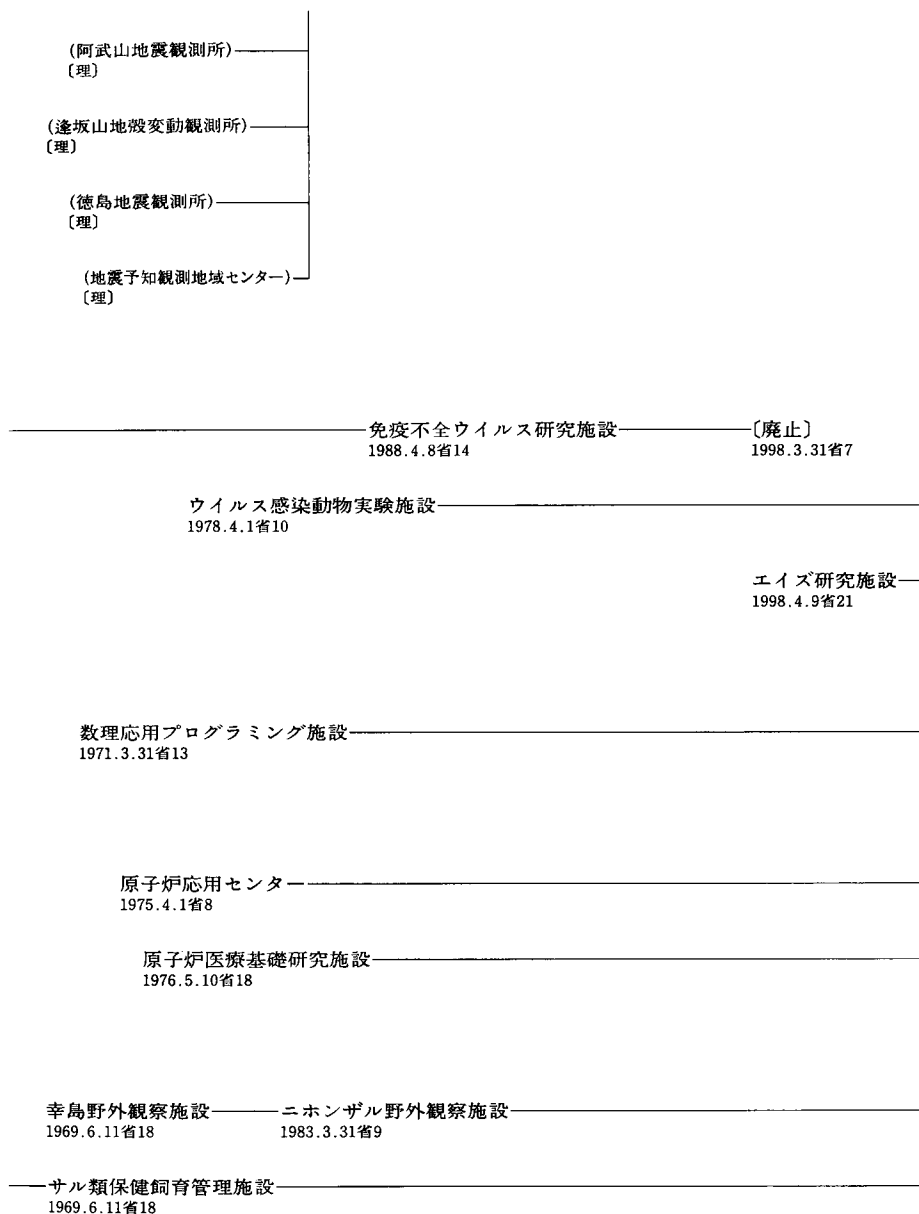 (阿武山地震観測所)
〔理〕
(逢坂山地殻変動観測所)
〔理〕
(徳島地震観測所)
〔理〕
(地震予知観測地域センター)
〔理〕
免疫不全ウイルス研究施設 〔廃止〕
1988.4.8省14 1998.3.31省7
ウイルス感染動物実験施設
1978.4.1省10
エイズ研究施設
1998.4.9省21
数理応用プログラミング施設
1971.3.31省13
原子炉応用センター
1975.4.1省8
原子炉医療基礎研究施設
1976.5.10省18
幸島野外観察施設 ニホンザル野外観察施設
1969.6.11省18 1983.3.31省9
サル類保健飼育管理施設
1969.6.11省18